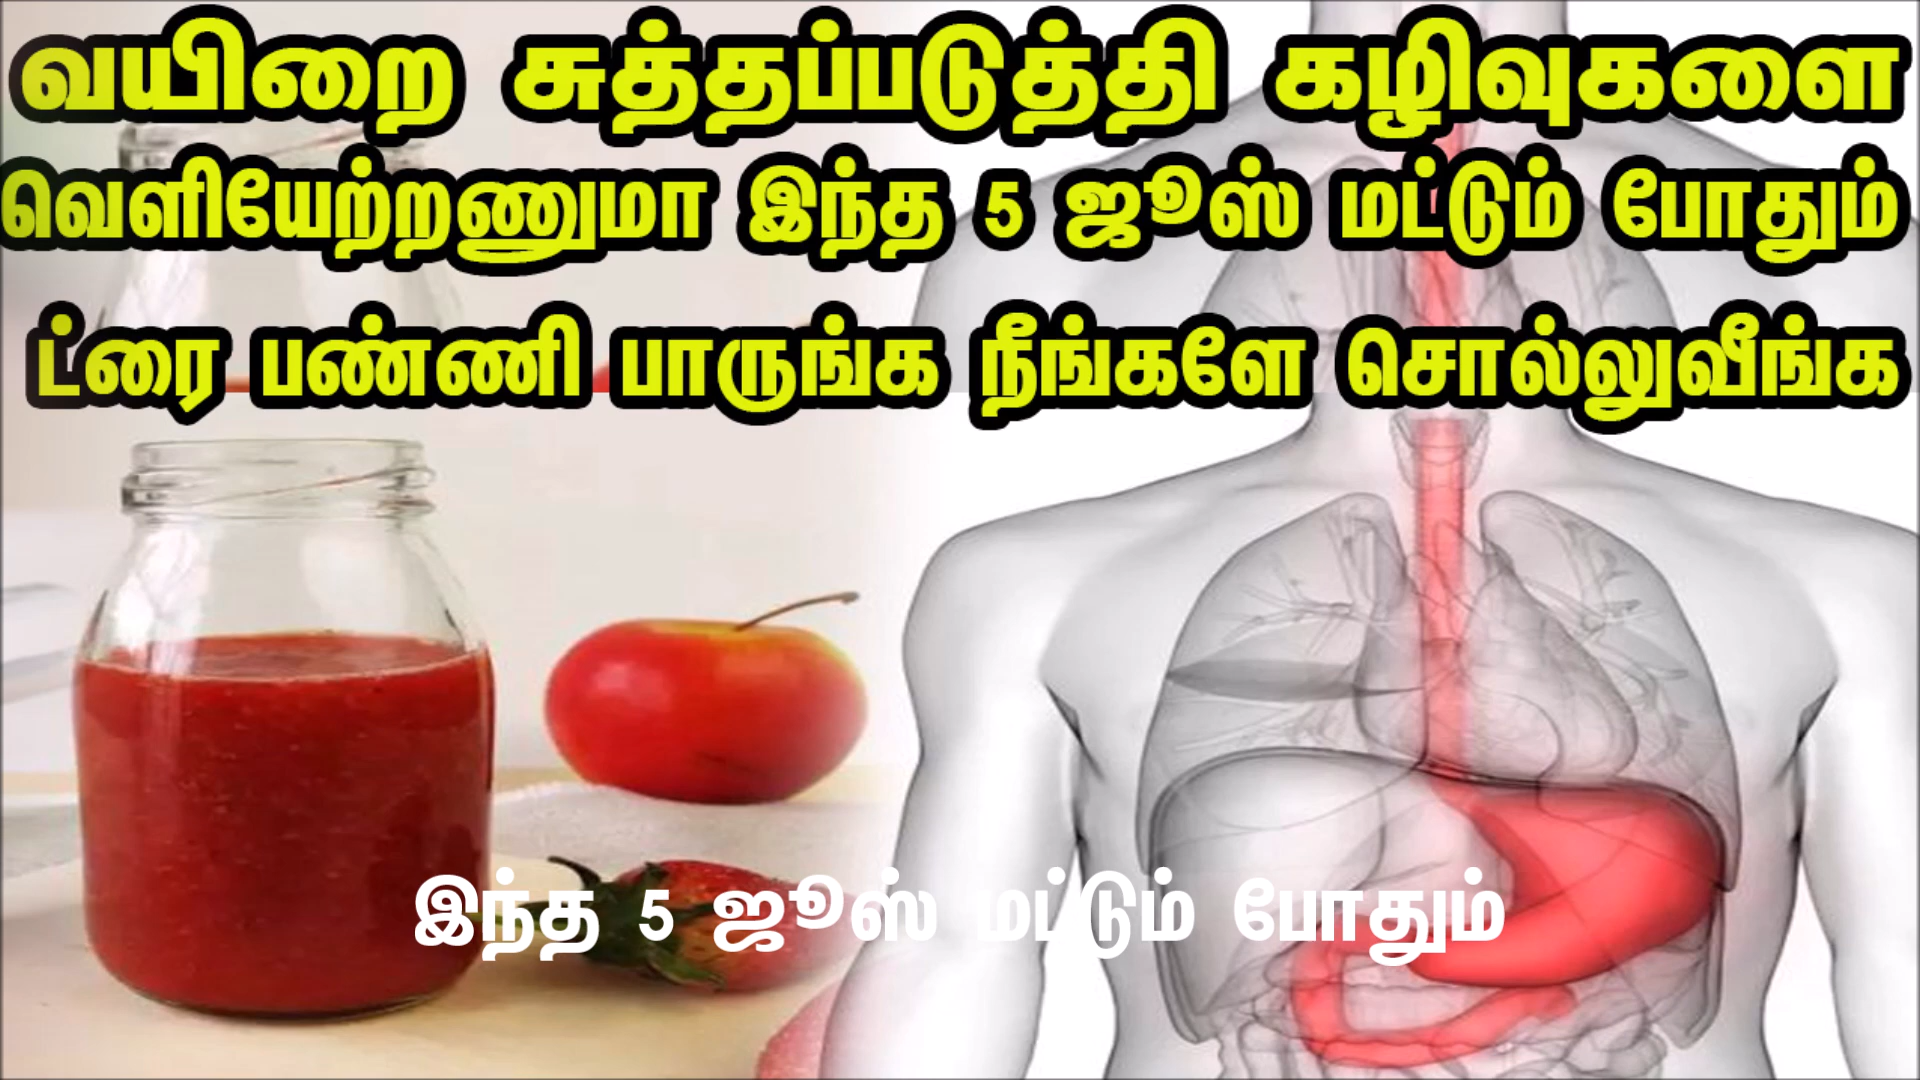 வயிறை சுத்தப்படுத்தி கழிவுகளை
வெளியேற்றணுமா இந்த 5 ஜூஸ் மட்டும் போதும்
ட்ரை பண்ணி பாருங்க நீங்களே சொல்லுவீங்க
இந்த 5 ஜூஸ் மட்டும் போதும்